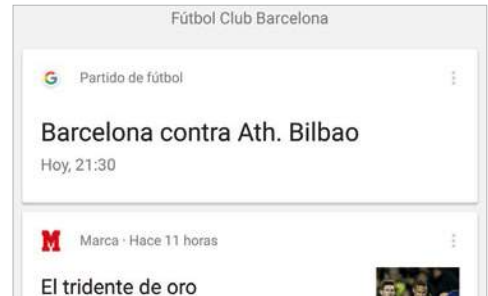 Fútbol Club Barcelona
Partido de fútbol
Barcelona contra Ath. Bilbao
Hoy, 21:30
Marca · Hace 11 horas
El tridente de oro